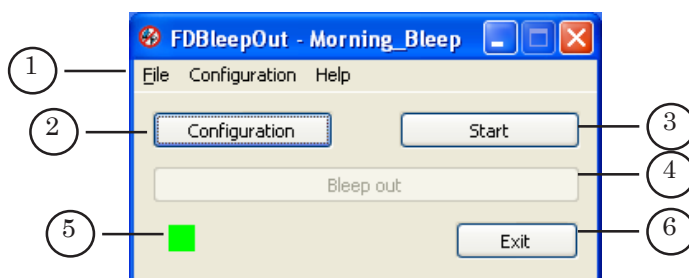 FDBleepOut - Morning_Bleep
1
File Configuration Help
2 Configuration Start 3
Bleep out 4
5 Exit 6